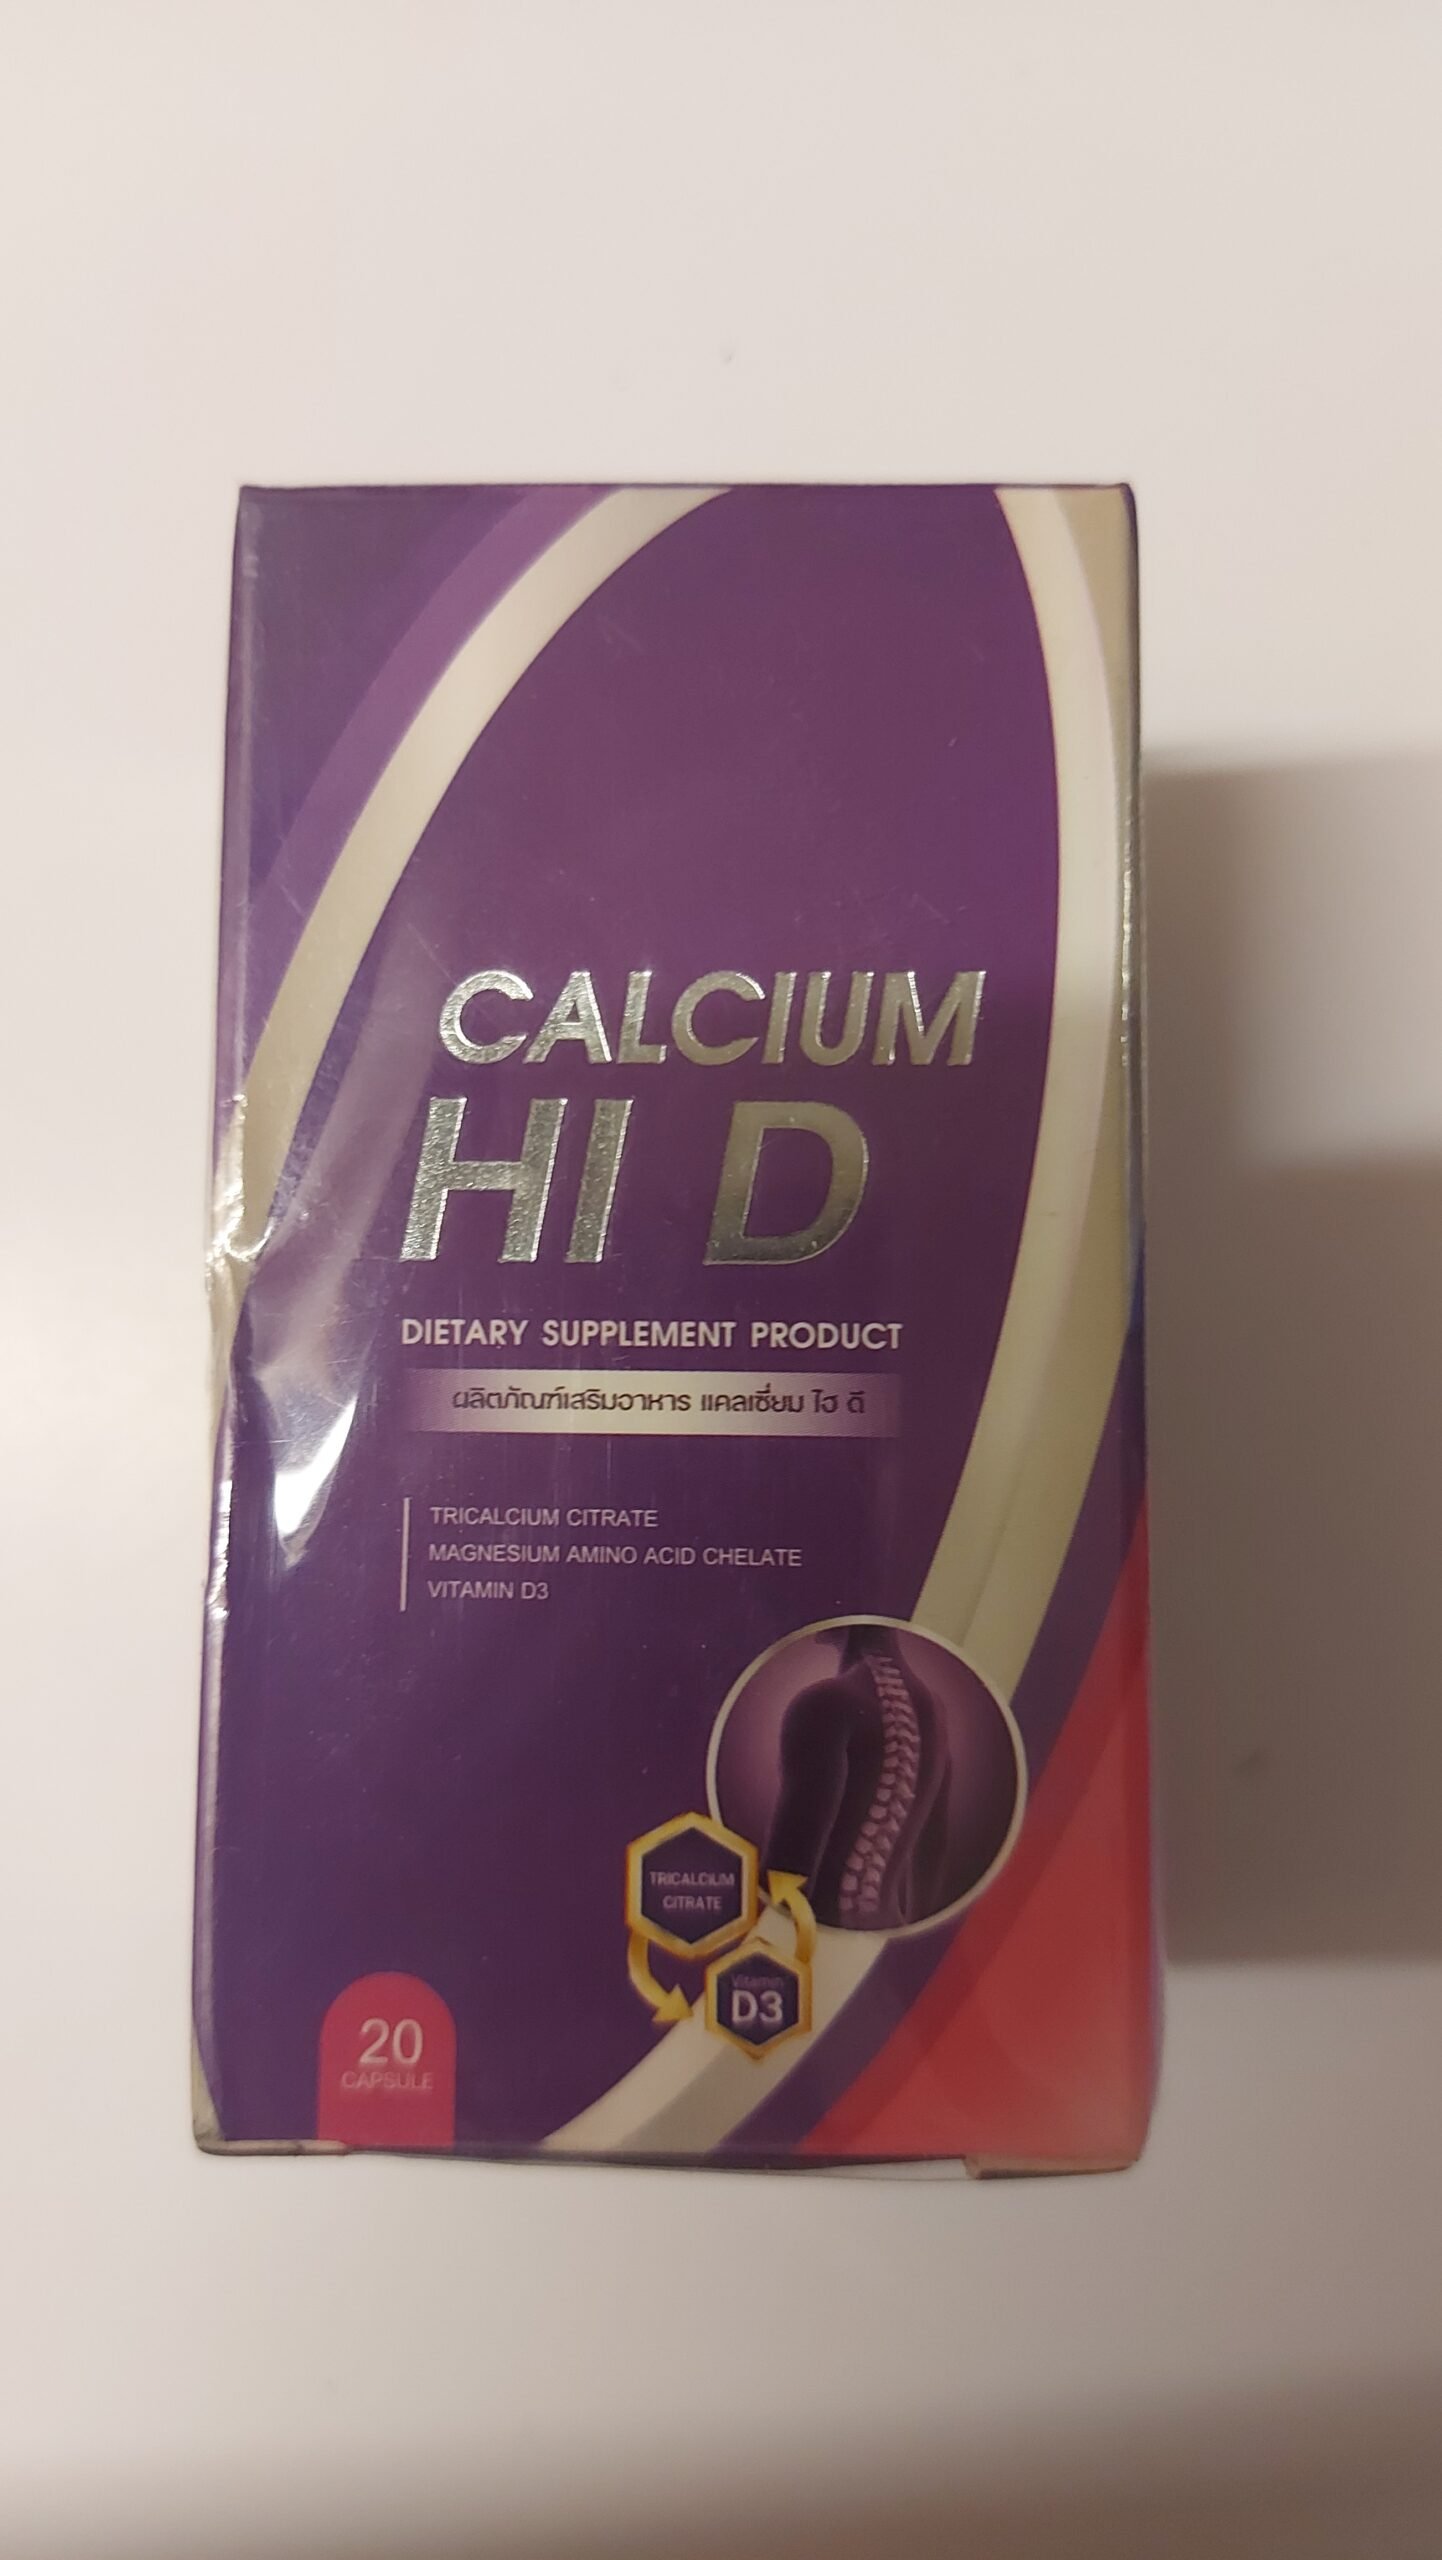 CALCIUM
HI D
DIETARY SUPPLEMENT PRODUCT
ผลิตภัณฑ์เสริมอาหาร แคลเซี่ยม ไฮ ดี
TRICALCIUM CITRATE
MAGNESIUM AMINO ACID CHELATE
VITAMIN D3
TRICALCIUM
CITRATE
Vitamin
D3
20
CAPSULE